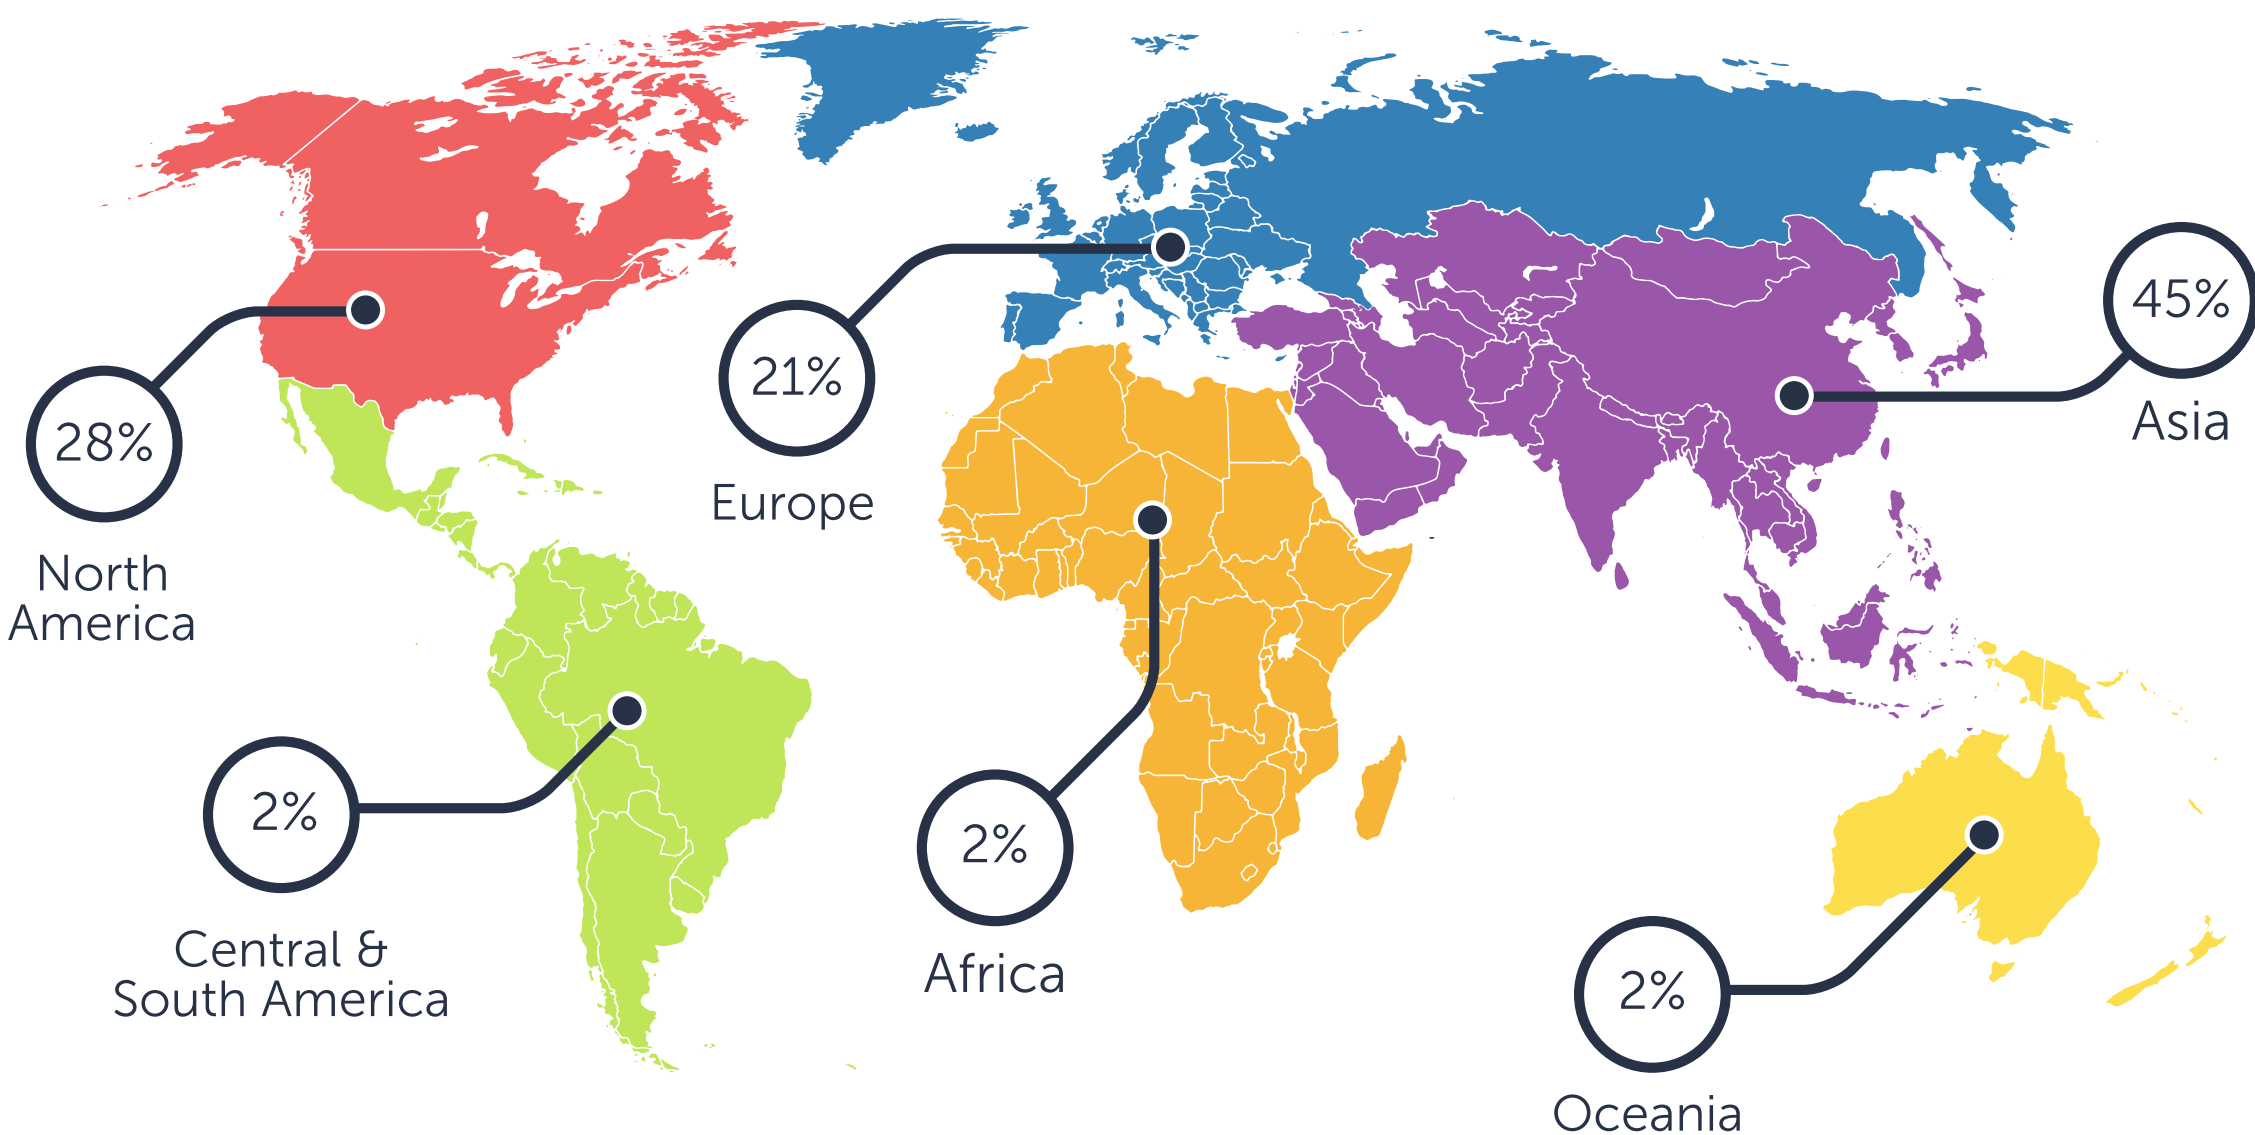 28%
North
America
21%
Europe
45%
Asia
2%
Central &
South America
2%
Africa
2%
Oceania